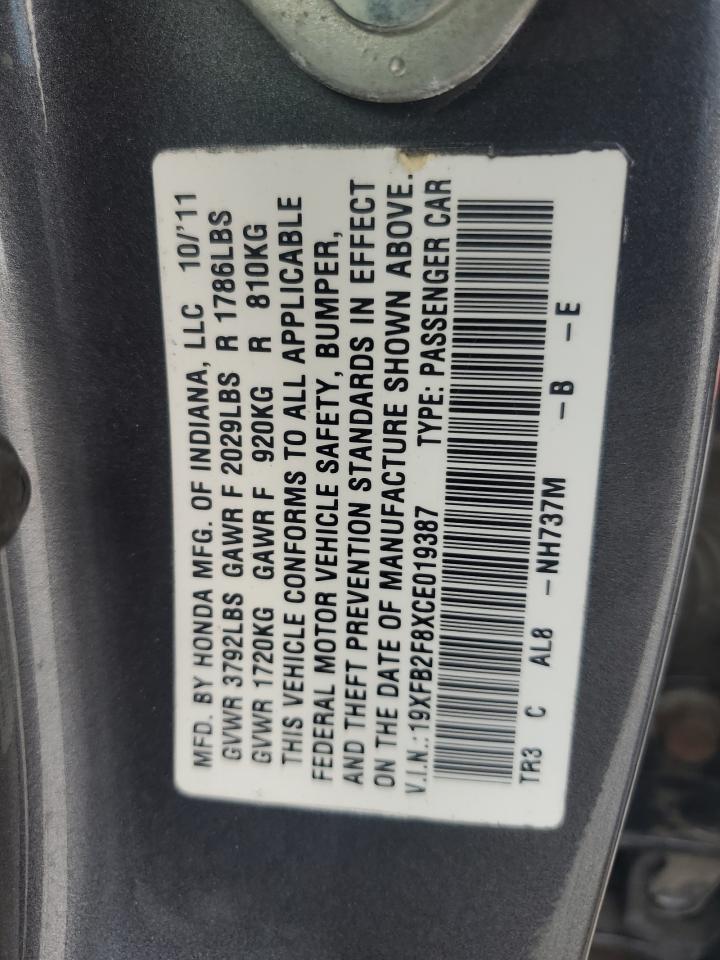 MFD. BY HONDA MFG. OF INDIANA, LLC 10/'11
GVWR 3792LBS GAWR F 2029LBS R 1786LBS
GVWR 1720KG GAWR F 920KG R 810KG
THIS VEHICLE CONFORMS TO ALL APPLICABLE
FEDERAL MOTOR VEHICLE SAFETY, BUMPER,
AND THEFT PREVENTION STANDARDS IN EFFECT
ON THE DATE OF MANUFACTURE SHOWN ABOVE.
V.I.N.:19XFB2F8XCE019387 TYPE: PASSENGER CAR
TR3 C AL8 -NH737M -B -E